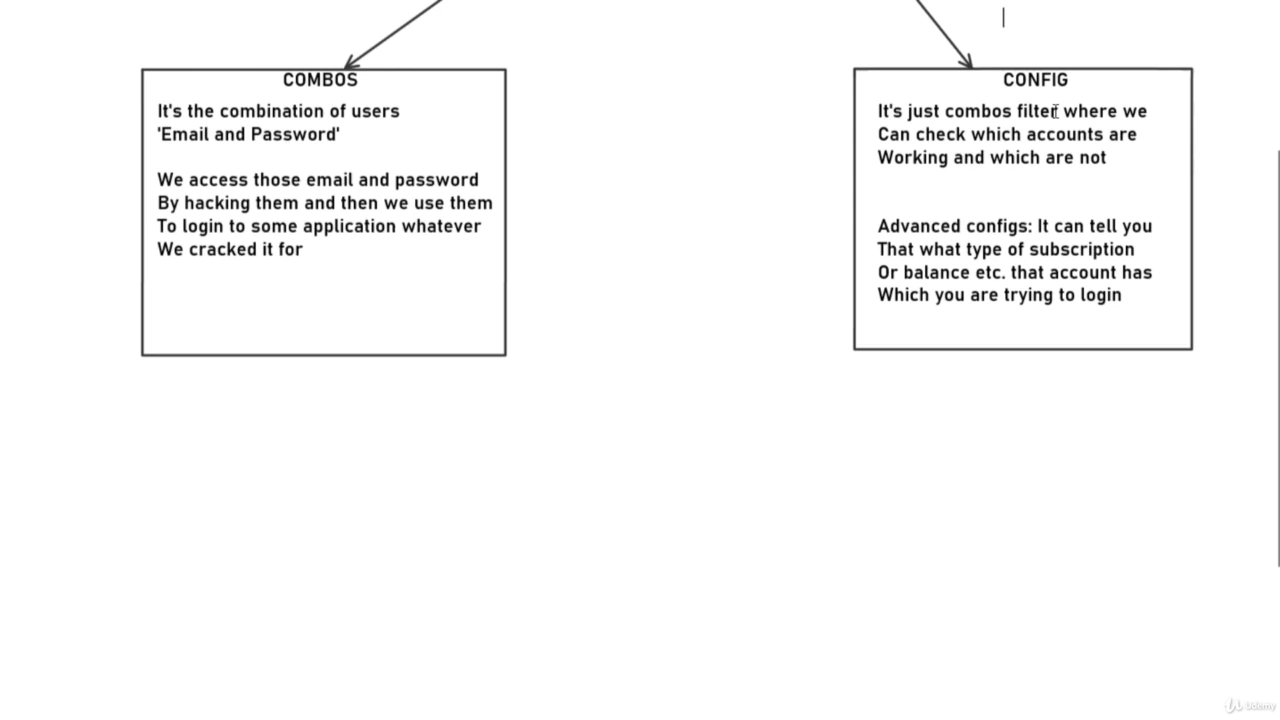 COMBOS
It's the combination of users
'Email and Password'
We access those email and password
By hacking them and then we use them
To login to some application whatever
We cracked it for
CONFIG
It's just combos filter where we
Can check which accounts are
Working and which are not
Advanced configs: It can tell you
That what type of subscription
Or balance etc. that account has
Which you are trying to login
Udemy